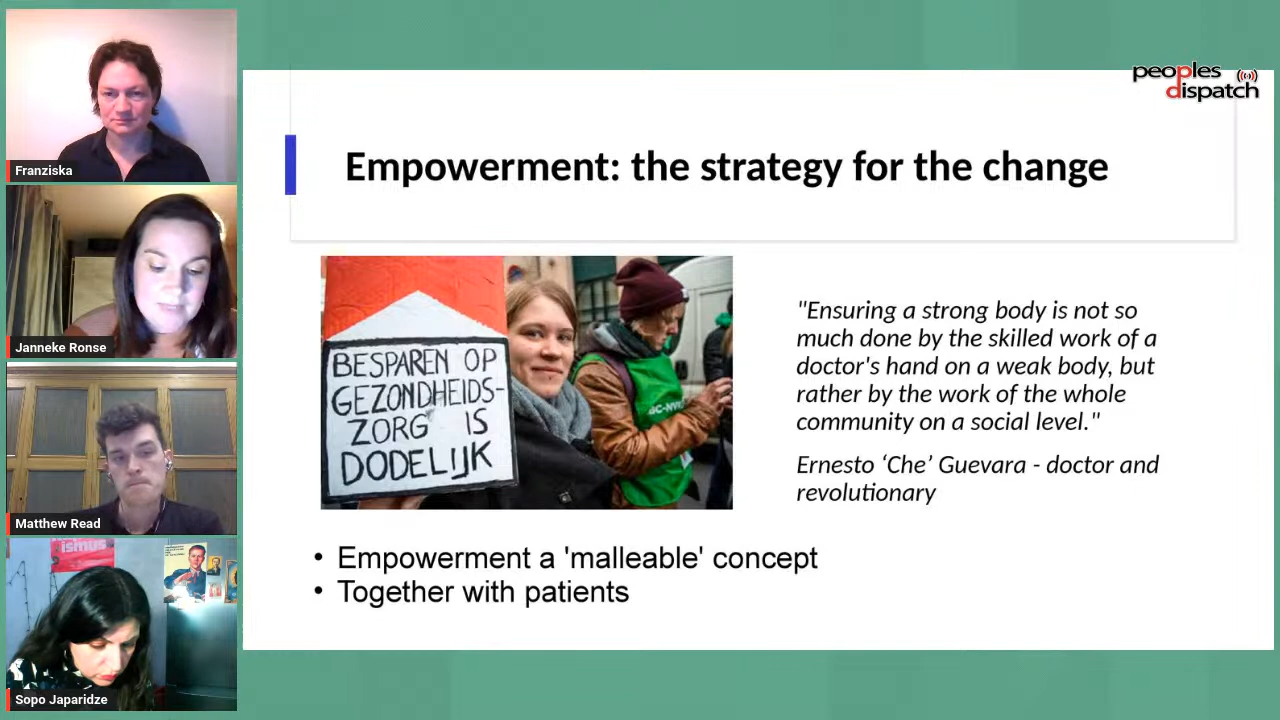 peoples
dispatch
Franziska
Janneke Ronse
Matthew Read
ismus
Sopo Japaridze
Empowerment: the strategy for the change
BESPAREN OP
GEZONDHEIDS-
ZORG IS
DODELIJK
"Ensuring a strong body is not so
much done by the skilled work of a
doctor's hand on a weak body, but
rather by the work of the whole
community on a social level."
Ernesto ‘Che’ Guevara - doctor and
revolutionary
• Empowerment a 'malleable' concept
• Together with patients